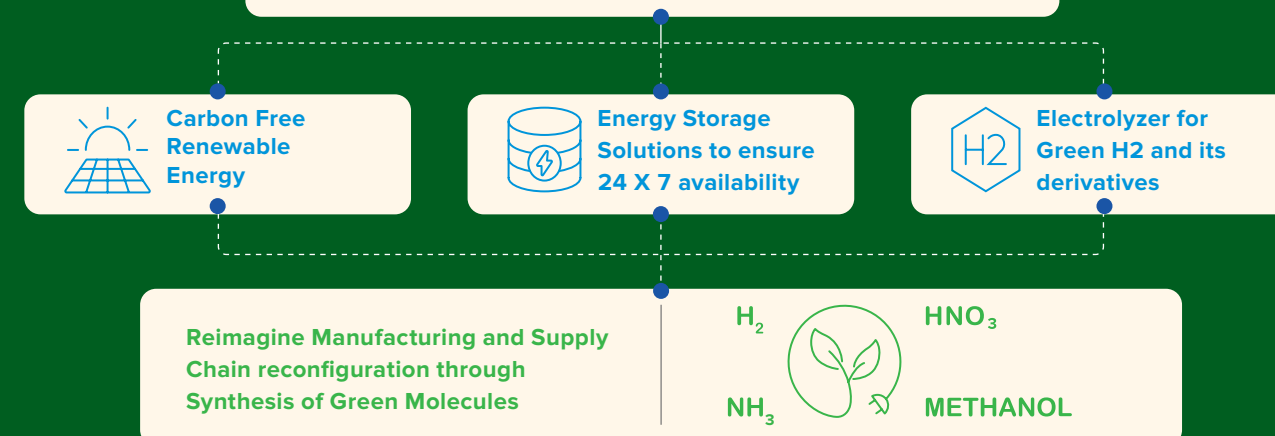 Carbon Free
Renewable
Energy
Energy Storage
Solutions to ensure
24 X 7 availability
H2
Electrolyzer for
Green H2 and its
derivatives
Reimagine Manufacturing and Supply
Chain reconfiguration through
Synthesis of Green Molecules
H₂
HNO₃
NH₃
METHANOL